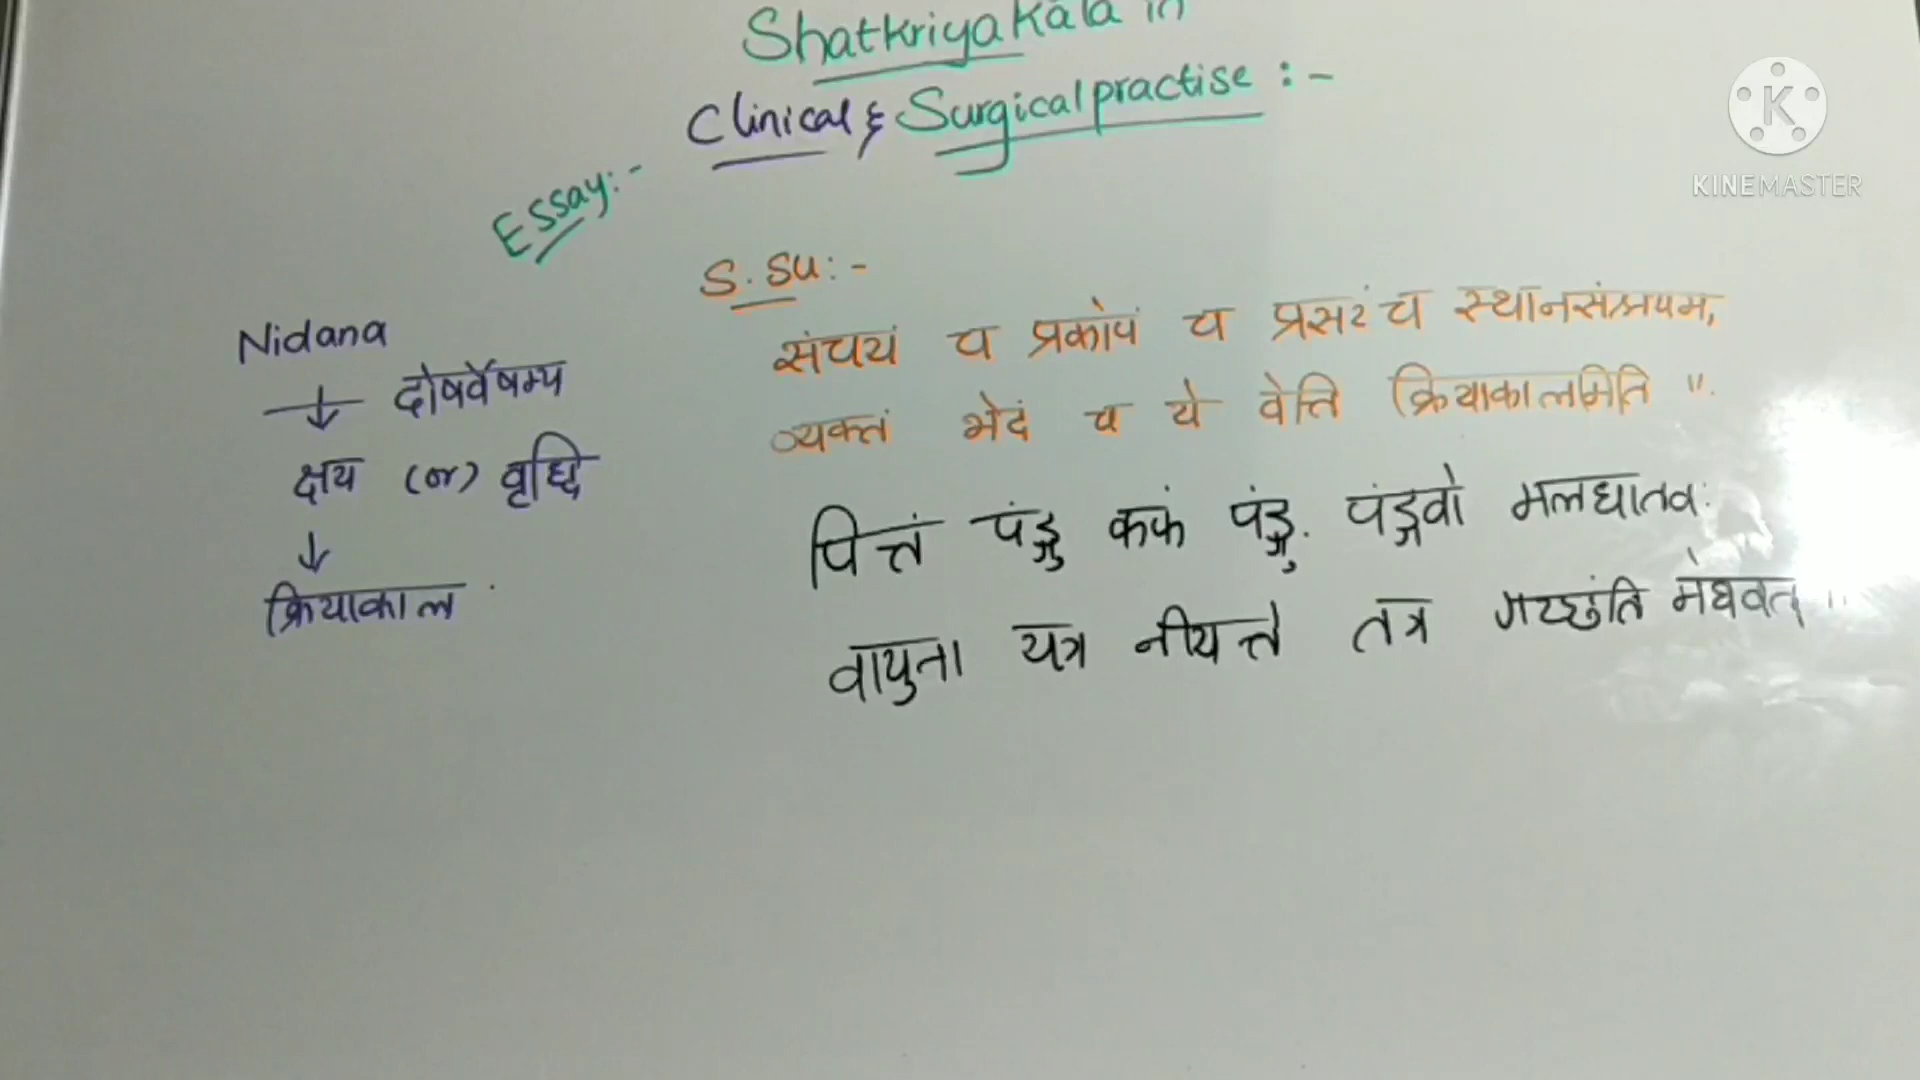 Shatkriyakala in
Clinical & Surgical practise :-
Essay:-
S. Su:-
संचयं च प्रकोपं च प्रसरं च स्थानसंश्रयम,
व्यक्तं भेदं च ये वेत्ति क्रियाकालमिति ॥.
पित्तं पंङ्गु कफं पंङ्गु. पंङ्गवो मलधातवः
वायुना यत्र नीयत्ते तत्र गच्छंति मेघवत् ॥
Nidana
↓ दोषवैषम्य
क्षय (or) वृध्दि
↓
क्रियाकाल .
KINEMASTER